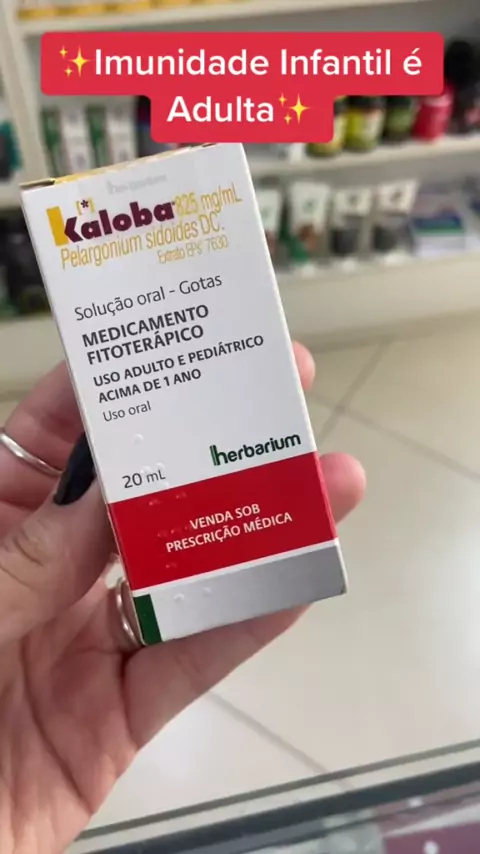 ✨Imunidade Infantil é
Adulta✨
herbarium
Kaloba 825 mg/mL
Pelargonium sidoides DC.
Extrato EPs® 7630
Solução oral - Gotas
MEDICAMENTO
FITOTERÁPICO
USO ADULTO E PEDIÁTRICO
ACIMA DE 1 ANO
Uso oral
herbarium
20 mL
VENDA SOB
PRESCRIÇÃO MÉDICA